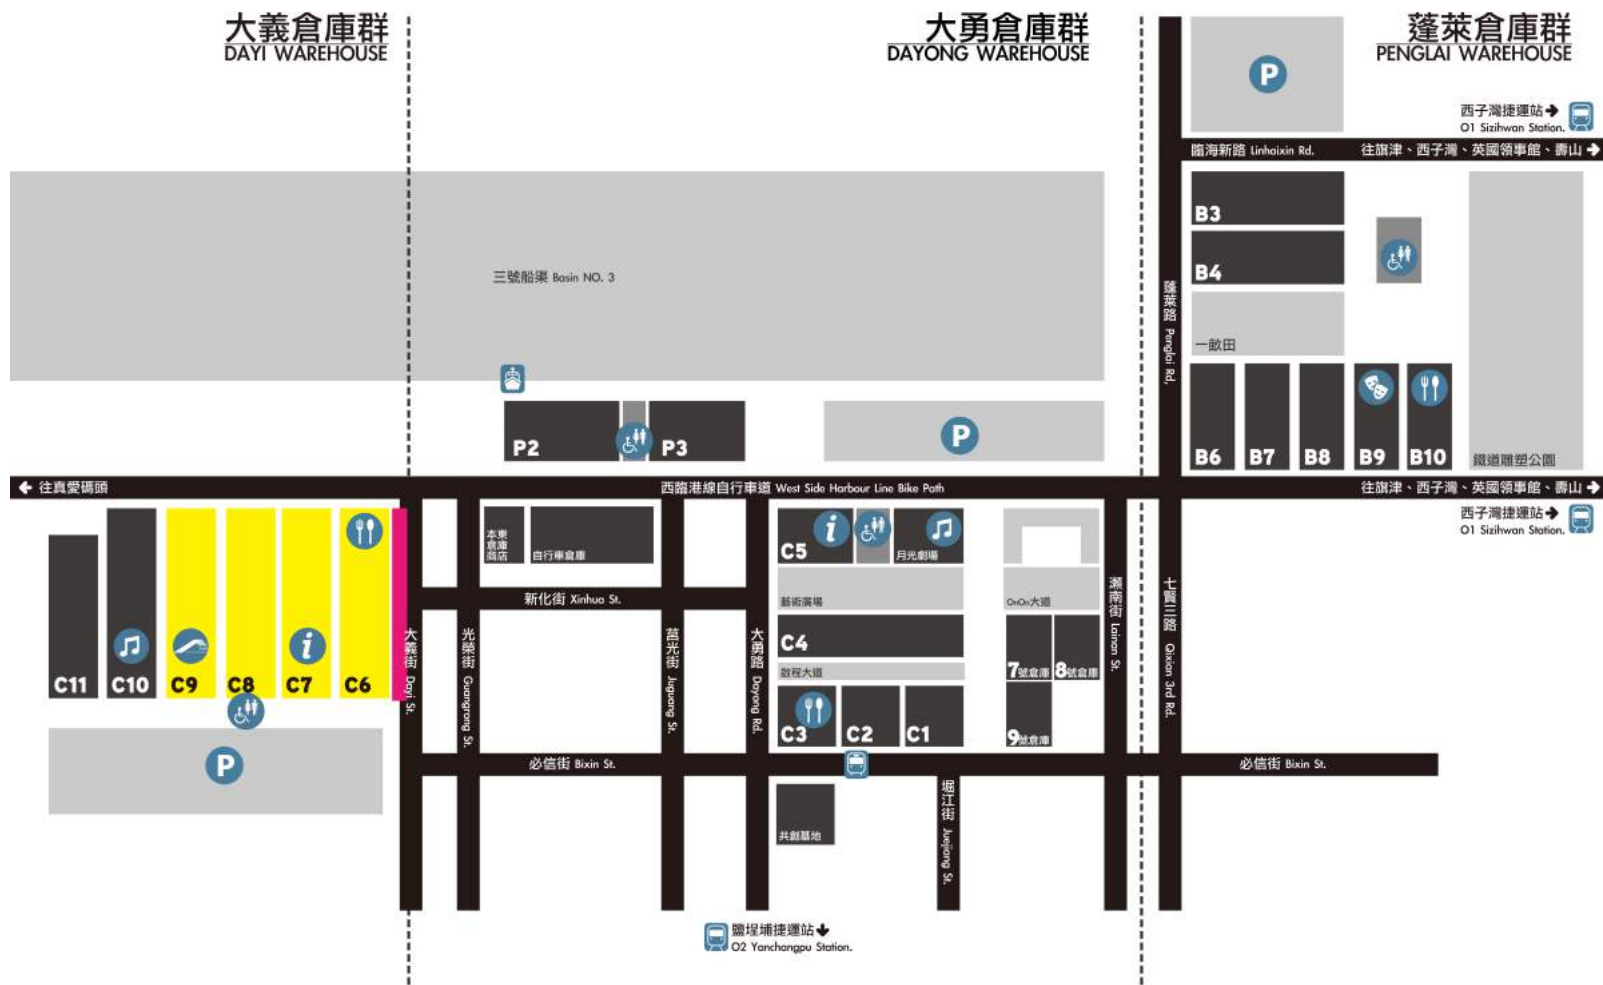 大義倉庫群
DAYI WAREHOUSE
大勇倉庫群
DAYONG WAREHOUSE
蓬萊倉庫群
PENGLAI WAREHOUSE
P
西子灣捷運站
O1 Sizihwan Station.
臨海新路 Linhaixin Rd.
往旗津、西子灣、英國領事館、壽山
B3
B4
三號船渠 Basin NO. 3
蓬萊路 Penglai Rd.
一畝田
P2
P3
P
B6
B7
B8
B9
B10
鐵道雕塑公園
往真愛碼頭
西臨港線自行車道 West Side Harbour Line Bike Path
往旗津、西子灣、英國領事館、壽山
西子灣捷運站
O1 Sizihwan Station.
本東
倉庫
商店
自行車倉庫
C5
i
月光劇場
新化街 Xinhua St.
藝術廣場
OnOn大道
C11
C10
C9
C8
C7
i
C6
大義街 Dayi St.
光榮街 Guangrong St.
莒光街 Juguang St.
大勇路 Dayong Rd.
C4
啟程大道
7號倉庫
8號倉庫
瀨南街 Lainan St.
七賢三路 Qixian 3rd Rd.
C3
C2
C1
9號倉庫
P
必信街 Bixin St.
必信街 Bixin St.
共創基地
堀江街 Juejiang St.
鹽埕埔捷運站
O2 Yanchangpu Station.